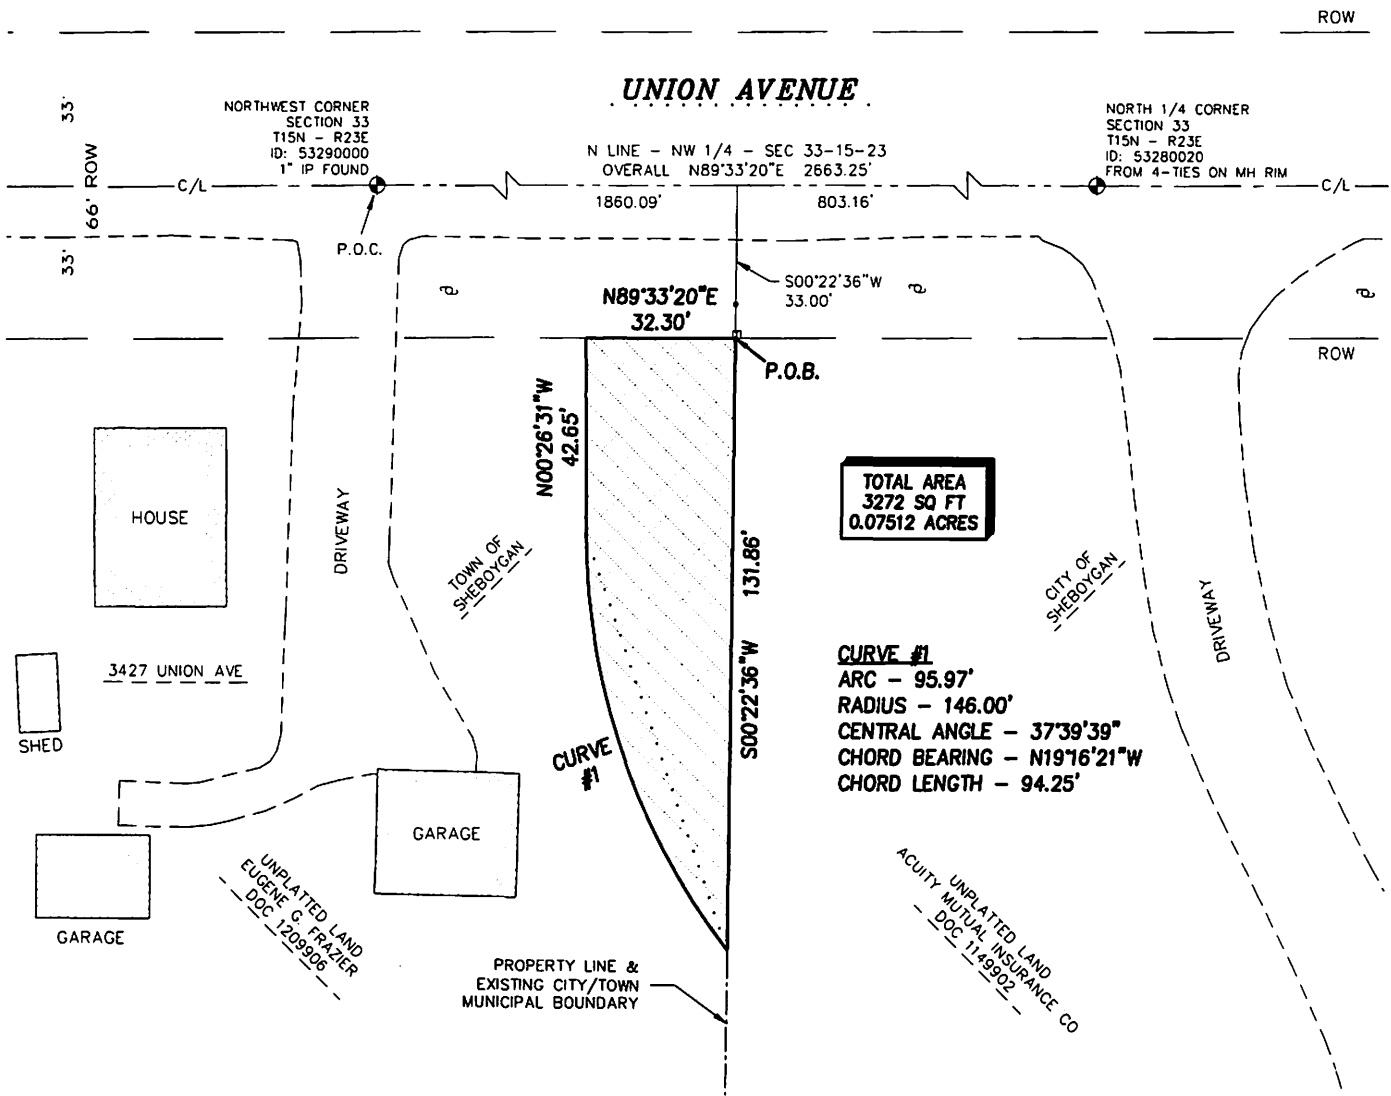 ROW
UNION AVENUE
33'
66' ROW
33'
NORTHWEST CORNER
SECTION 33
T15N - R23E
ID: 53290000
1" IP FOUND
N LINE - NW 1/4 - SEC 33-15-23
OVERALL N89°33'20"E 2663.25'
1860.09'
803.16'
NORTH 1/4 CORNER
SECTION 33
T15N - R23E
ID: 53280020
FROM 4-TIES ON MH RIM
C/L
C/L
P.O.C.
S00°22'36"W
33.00'
N89°33'20"E
32.30'
P.O.B.
ROW
N00°26'31"W
42.65'
HOUSE
DRIVEWAY
TOWN OF
SHEBOYGAN
131.86'
S00°22'36"W
TOTAL AREA
3272 SQ FT
0.07512 ACRES
CITY OF
SHEBOYGAN
DRIVEWAY
3427 UNION AVE
SHED
CURVE
#1
CURVE #1
ARC - 95.97'
RADIUS - 146.00'
CENTRAL ANGLE - 37°39'39"
CHORD BEARING - N19°16'21"W
CHORD LENGTH - 94.25'
GARAGE
GARAGE
UNPLATTED LAND
EUGENE G. FRAZIER
DOC 1209906
UNPLATTED LAND
ACUITY MUTUAL INSURANCE CO
DOC 1149902
PROPERTY LINE &
EXISTING CITY/TOWN
MUNICIPAL BOUNDARY